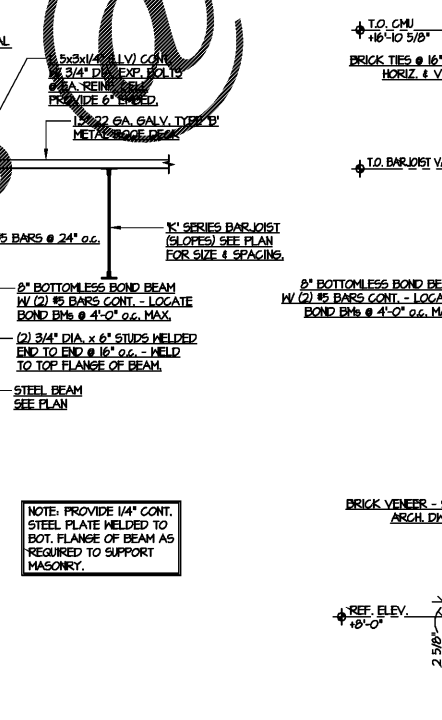 AL
5x3x1/4" (LLV) CONT.
W/ 3/4" DIA. EXP. BOLTS
@ EA. REINF. CELL
PROVIDE 6" EMBED.
1.5" 22 GA. GALV. TYPE 'B'
METAL ROOF DECK
'K' SERIES BARJOIST
(SLOPES) SEE PLAN
FOR SIZE & SPACING.
5 BARS @ 24" o.c.
8" BOTTOMLESS BOND BEAM
W/ (2) #5 BARS CONT. - LOCATE
BOND BMs @ 4'-0" o.c. MAX.
(2) 3/4" DIA. x 6" STUDS WELDED
END TO END @ 16" o.c. - WELD
TO TOP FLANGE OF BEAM.
STEEL BEAM
SEE PLAN
NOTE: PROVIDE 1/4" CONT.
STEEL PLATE WELDED TO
BOT. FLANGE OF BEAM AS
REQUIRED TO SUPPORT
MASONRY.
T.O. CMU
+16'-10 5/8"
BRICK TIES @ 16"
HORIZ. & V
T.O. BARJOIST VA
8" BOTTOMLESS BOND BE
W/ (2) #5 BARS CONT. - LOCA
BOND BMs @ 4'-0" o.c. MA
BRICK VENEER - S
ARCH. DW
REF. ELEV.
+8'-0"
2 5/8"